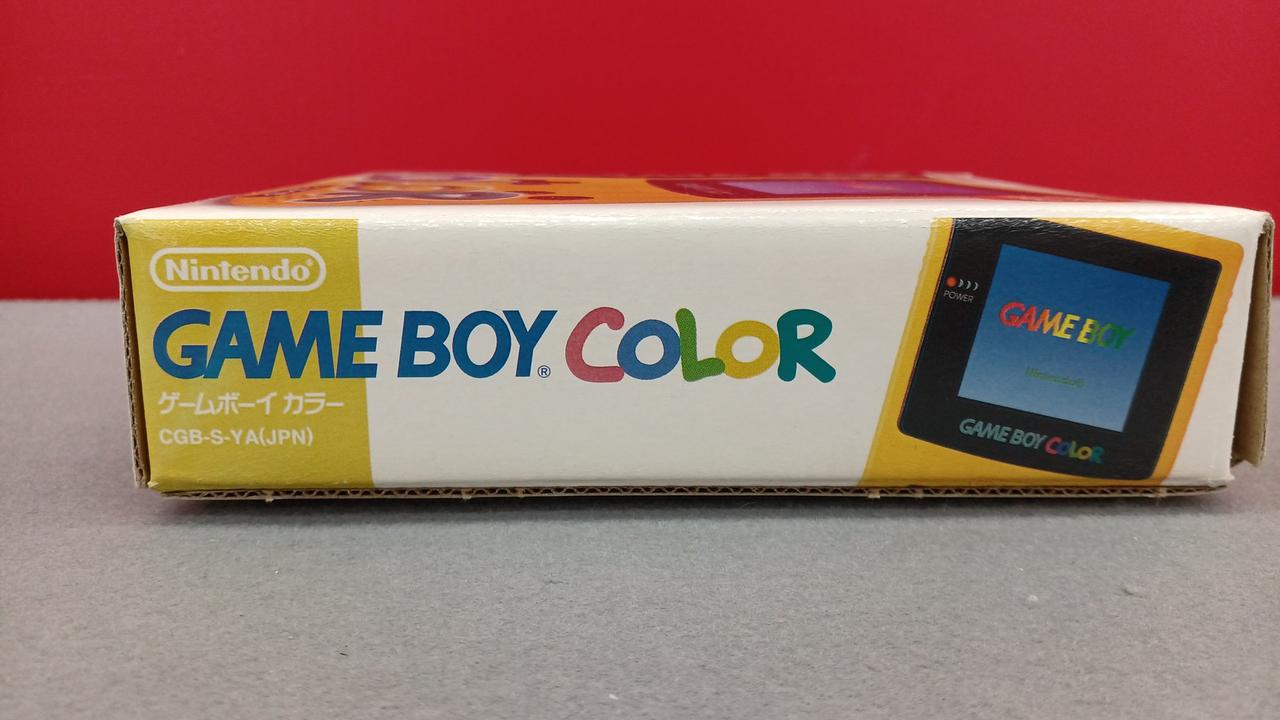 Nintendo®
GAME BOY® COLOR
ゲームボーイ カラー
CGB-S-YA(JPN)
POWER
GAME BOY
Nintendo®
GAME BOY COLOR